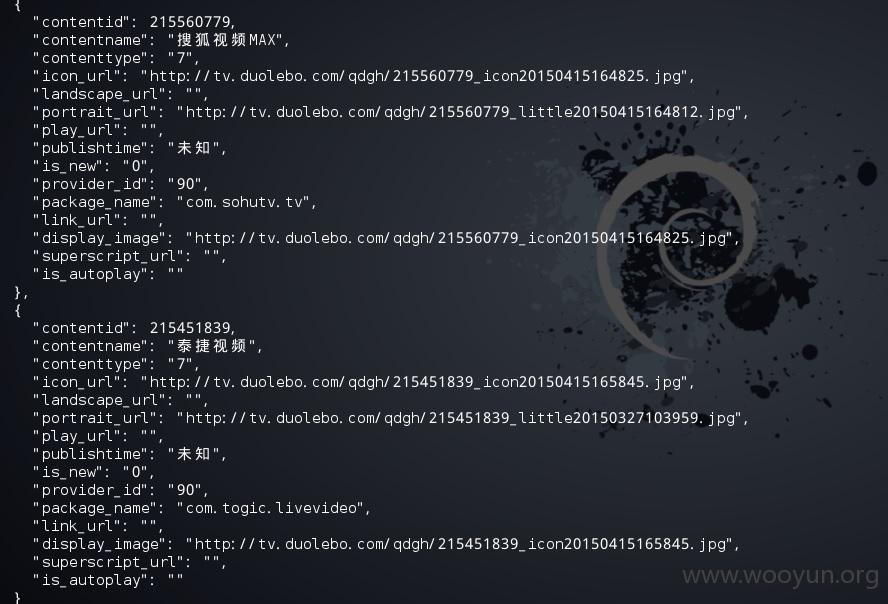 {
"contentid": 215560779,
"contentname": "搜狐视频MAX",
"contenttype": "7",
"icon_url": "http://tv.duolebo.com/qdgh/215560779_icon20150415164825.jpg",
"landscape_url": "",
"portrait_url": "http://tv.duolebo.com/qdgh/215560779_little20150415164812.jpg",
"play_url": "",
"publishtime": "未知",
"is_new": "0",
"provider_id": "90",
"package_name": "com.sohutv.tv",
"link_url": "",
"display_image": "http://tv.duolebo.com/qdgh/215560779_icon20150415164825.jpg",
"superscript_url": "",
"is_autoplay": ""
},
{
"contentid": 215451839,
"contentname": "泰捷视频",
"contenttype": "7",
"icon_url": "http://tv.duolebo.com/qdgh/215451839_icon20150415165845.jpg",
"landscape_url": "",
"portrait_url": "http://tv.duolebo.com/qdgh/215451839_little20150327103959.jpg",
"play_url": "",
"publishtime": "未知",
"is_new": "0",
"provider_id": "90",
"package_name": "com.togic.livevideo",
"link_url": "",
"display_image": "http://tv.duolebo.com/qdgh/215451839_icon20150415165845.jpg",
"superscript_url": "",
"is_autoplay": ""
}
www.wooyun.org